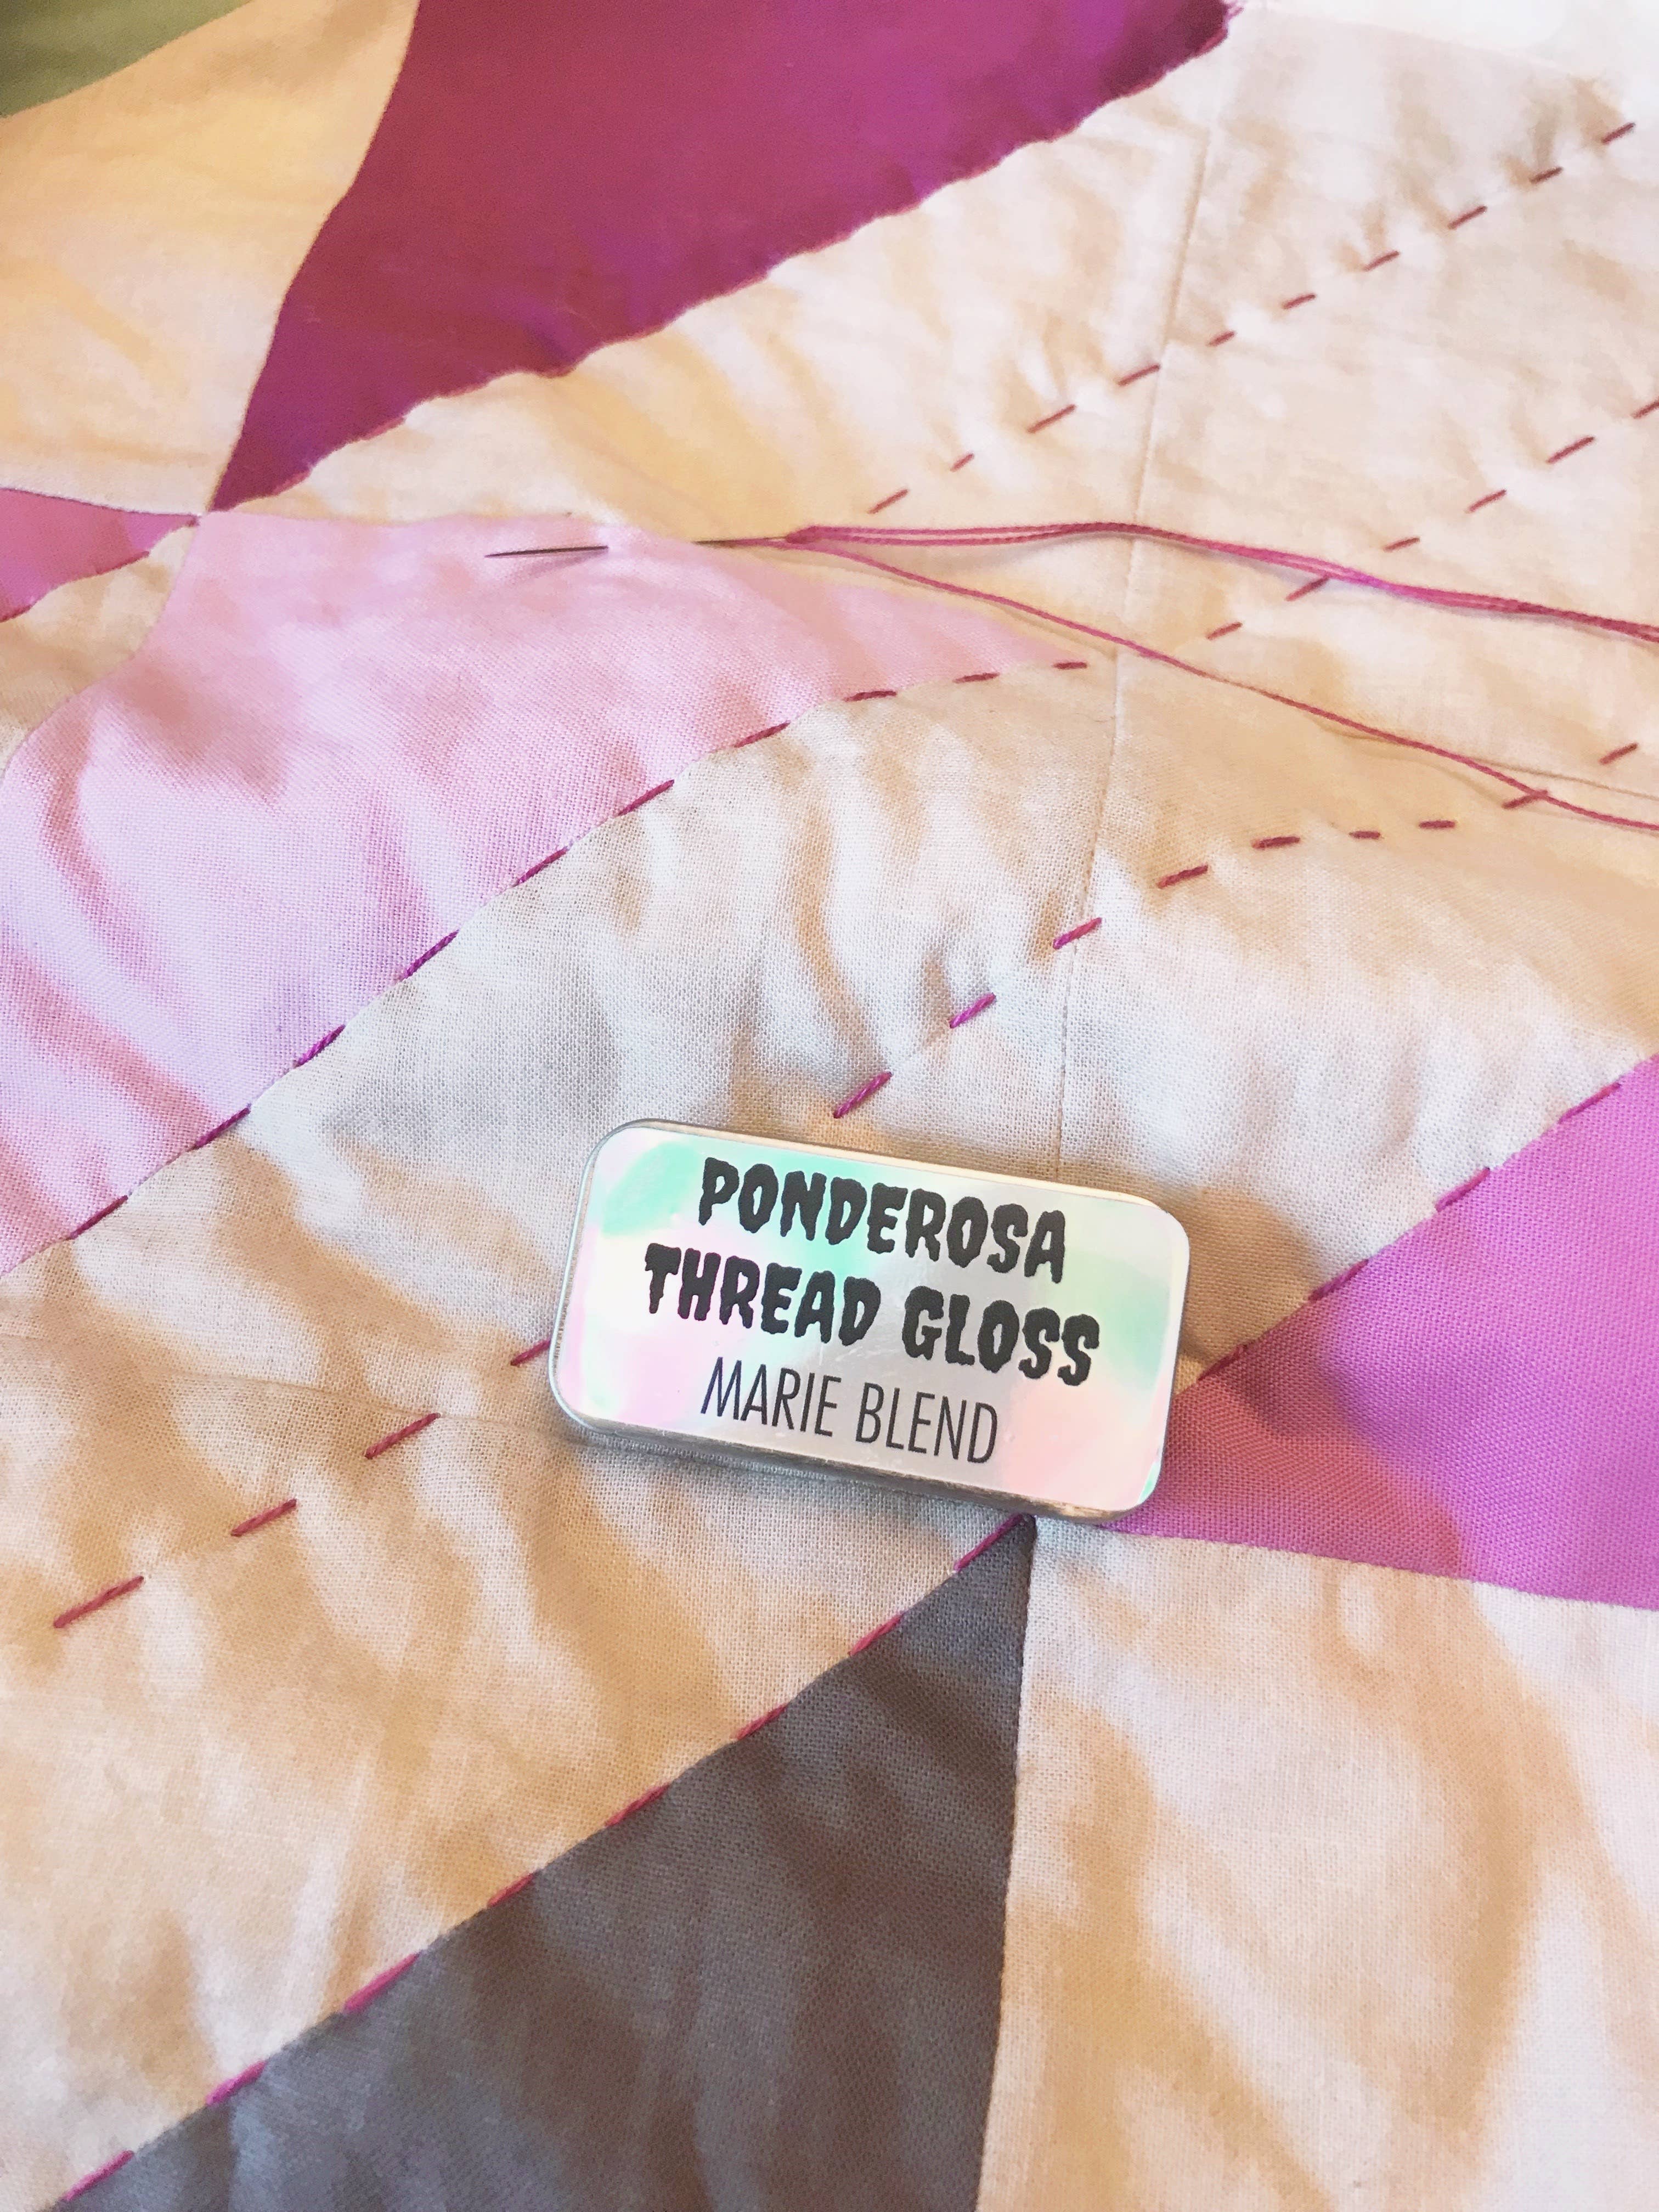 PONDEROSA
THREAD GLOSS
MARIE BLEND